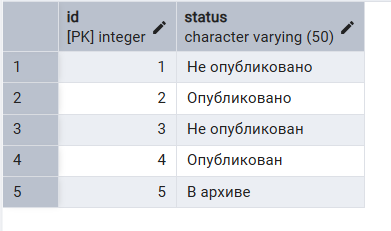 id status
[PK] integer character varying (50)
1 1 Не опубликовано
2 2 Опубликовано
3 3 Не опубликован
4 4 Опубликован
5 5 В архиве